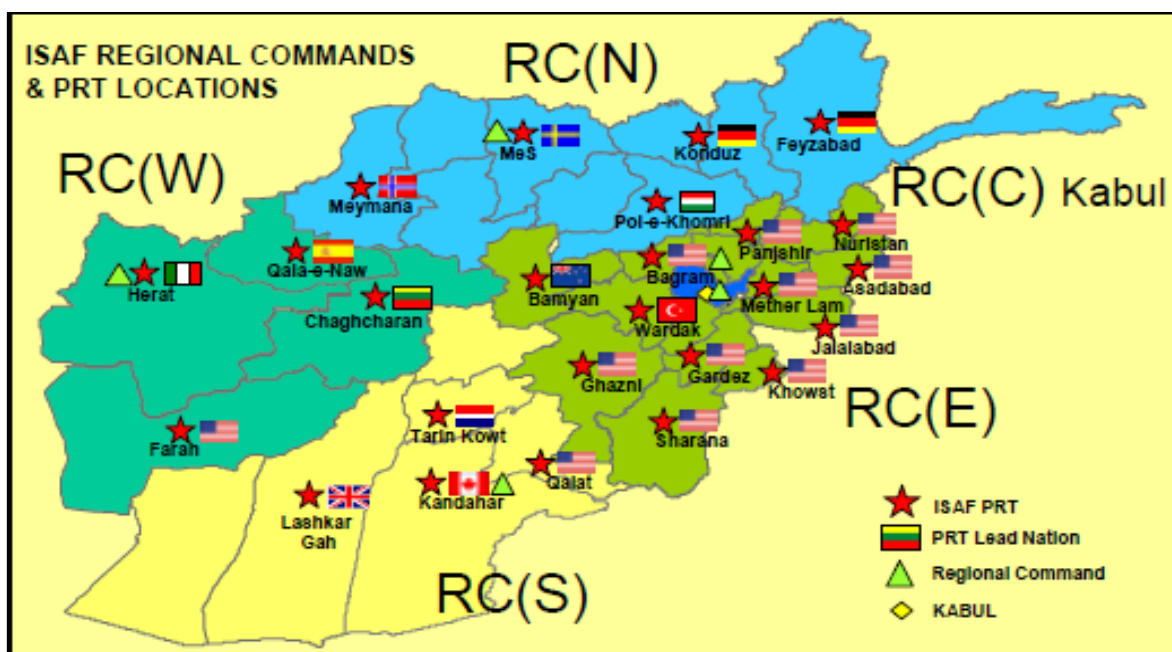 ISAF REGIONAL COMMANDS
& PRT LOCATIONS
RC(N)
RC(W)
RC(C) Kabul
RC(E)
RC(S)
MeS
Konduz
Feyzabad
Meymana
Pol-e-Khomri
Qala-e-Naw
Herat
Chaghcharan
Farah
Panjshir
Nuristan
Bagram
Asadabad
Bamyan
Mether Lam
Wardak
Jalalabad
Ghazni
Gardez
Khowst
Sharana
Tarin Kowt
Qalat
Kandahar
Lashkar
Gah
ISAF PRT
PRT Lead Nation
Regional Command
KABUL